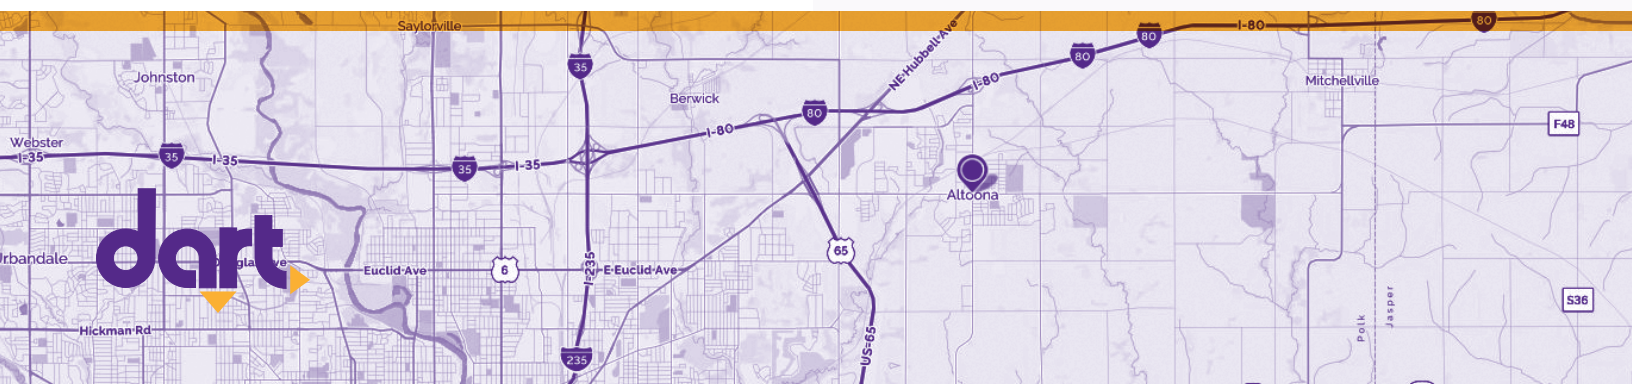 Saylorville
I-80
80
80
NE Hubbell Ave
35
80
I-80
Johnston
Mitchellville
Berwick
80
I-80
F48
Webster
I-35
35
I-35
35
I-35
Altoona
dart
Urbandale
Euclid Ave
6
I-235
E Euclid Ave
65
S36
Polk
Jasper
Hickman Rd
US-65
235